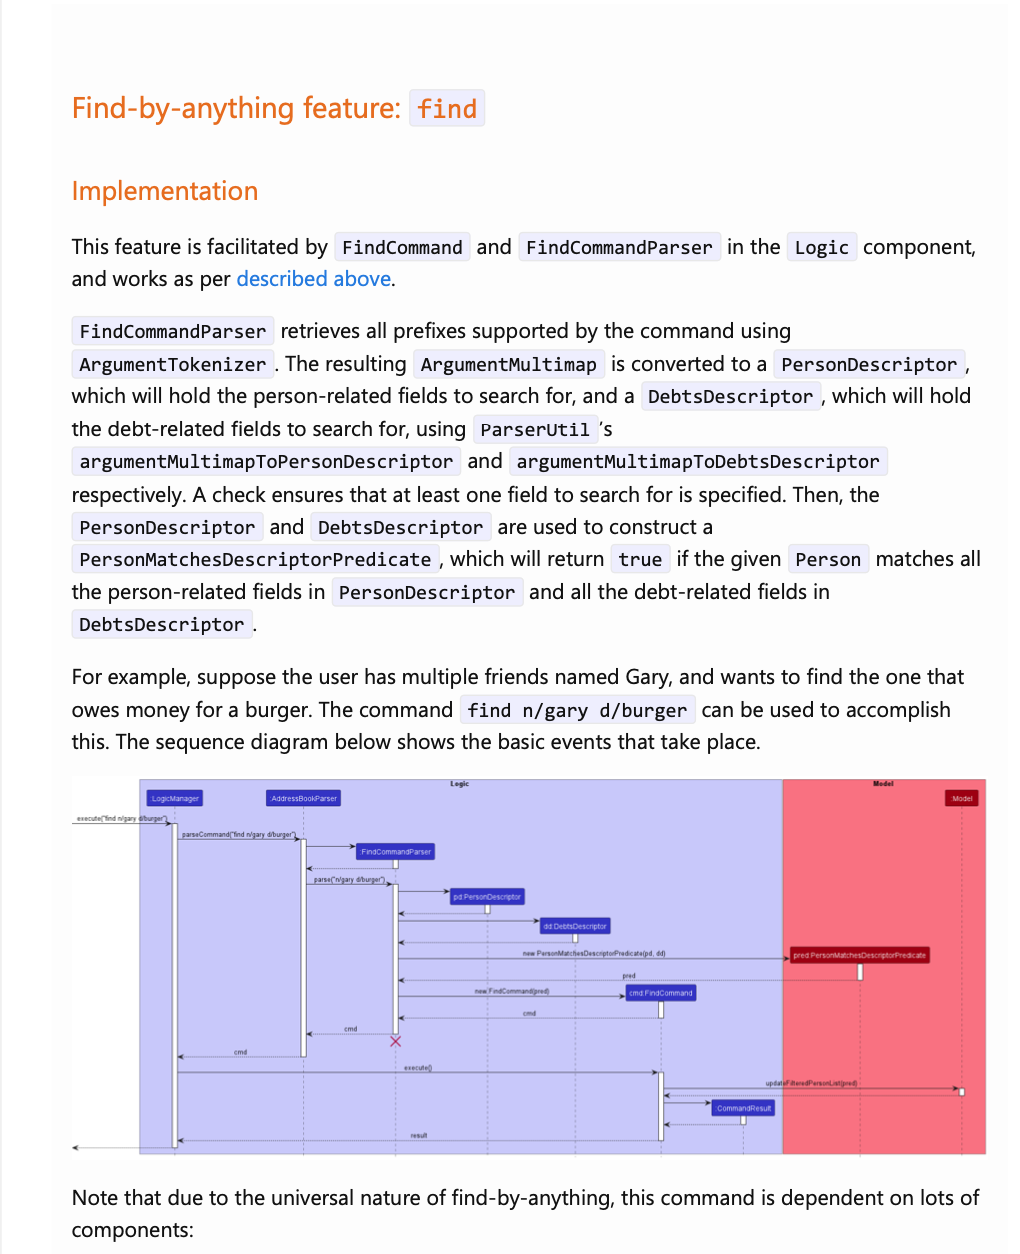 Find-by-anything feature: find
Implementation
This feature is facilitated by FindCommand and FindCommandParser in the Logic component,
and works as per described above.
FindCommandParser retrieves all prefixes supported by the command using
ArgumentTokenizer. The resulting ArgumentMultimap is converted to a PersonDescriptor,
which will hold the person-related fields to search for, and a DebtsDescriptor, which will hold
the debt-related fields to search for, using ParserUtil's
argumentMultimapToPersonDescriptor and argumentMultimapToDebtsDescriptor
respectively. A check ensures that at least one field to search for is specified. Then, the
PersonDescriptor and DebtsDescriptor are used to construct a
PersonMatchesDescriptorPredicate, which will return true if the given Person matches all
the person-related fields in PersonDescriptor and all the debt-related fields in
DebtsDescriptor.
For example, suppose the user has multiple friends named Gary, and wants to find the one that
owes money for a burger. The command find n/gary d/burger can be used to accomplish
this. The sequence diagram below shows the basic events that take place.
Logic
Model
:LogicManager
:AddressBookParser
:Model
execute("find n/gary d/burger")
parseCommand("find n/gary d/burger")
:FindCommandParser
parse("n/gary d/burger")
pd:PersonDescriptor
dd:DebtsDescriptor
new PersonMatchesDescriptorPredicate(pd, dd)
pred:PersonMatchesDescriptorPredicate
pred
new FindCommand(pred)
cmd:FindCommand
cmd
cmd
cmd
execute()
updateFilteredPersonList(pred)
:CommandResult
result
Note that due to the universal nature of find-by-anything, this command is dependent on lots of
components: